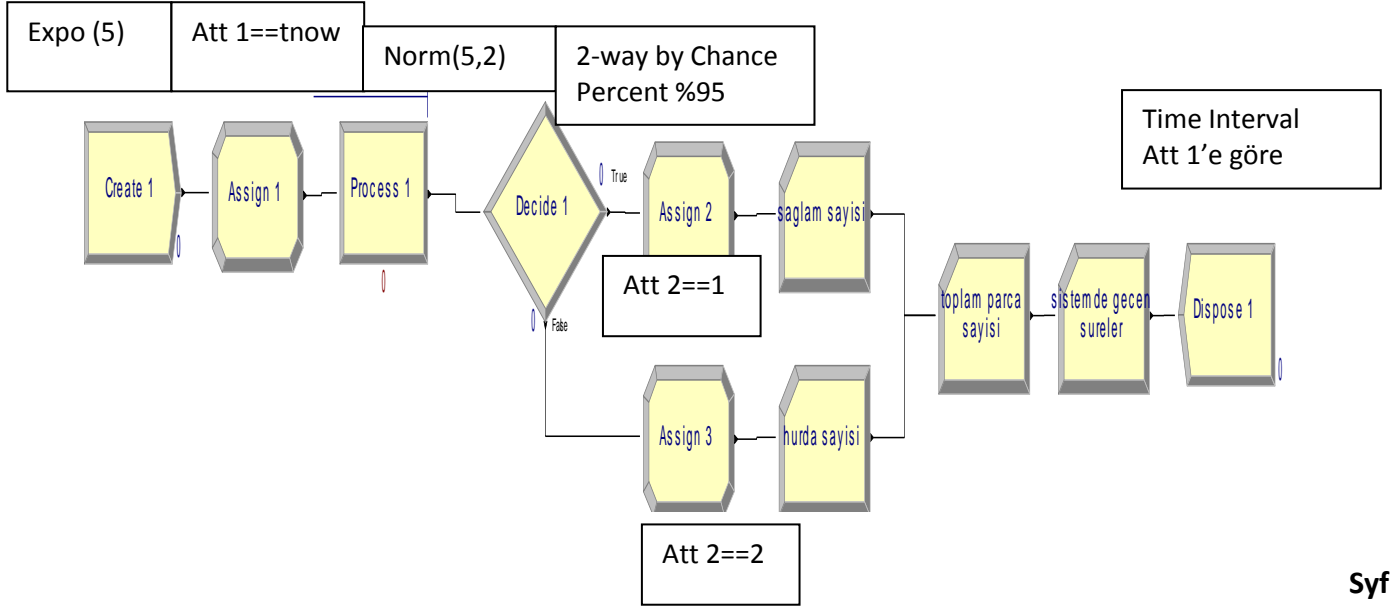 Expo (5)
Att 1==tnow
Norm(5,2)
2-way by Chance
Percent %95
Time Interval
Att 1’e göre
Create 1
0
Assign 1
Process 1
0
Decide 1
0 True
0 False
Assign 2
saglam sayisi
Att 2==1
toplam parca
sayisi
sistemde gecen
sureler
Dispose 1
0
Assign 3
hurda sayisi
Att 2==2
Syf